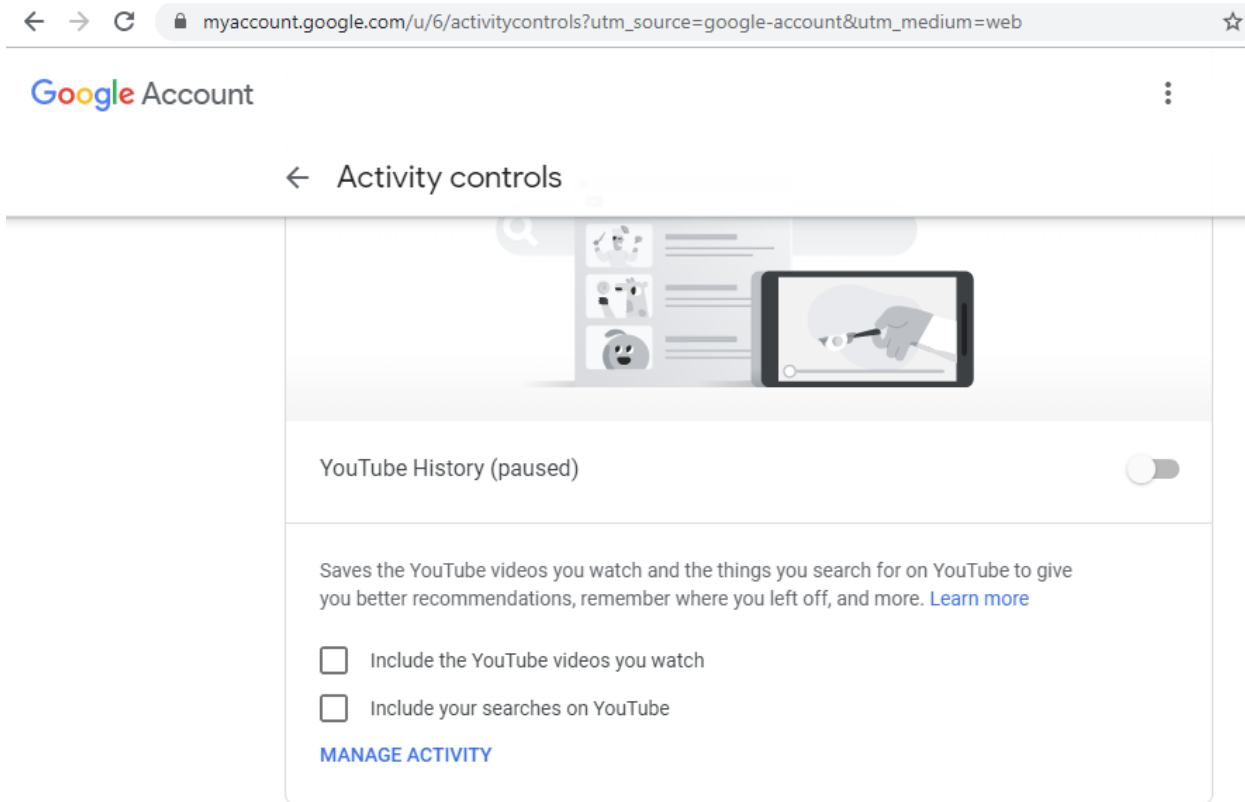 myaccount.google.com/u/6/activitycontrols?utm_source=google-account&utm_medium=web
Google Account
Activity controls
YouTube History (paused)
Saves the YouTube videos you watch and the things you search for on YouTube to give
you better recommendations, remember where you left off, and more. Learn more
Include the YouTube videos you watch
Include your searches on YouTube
MANAGE ACTIVITY